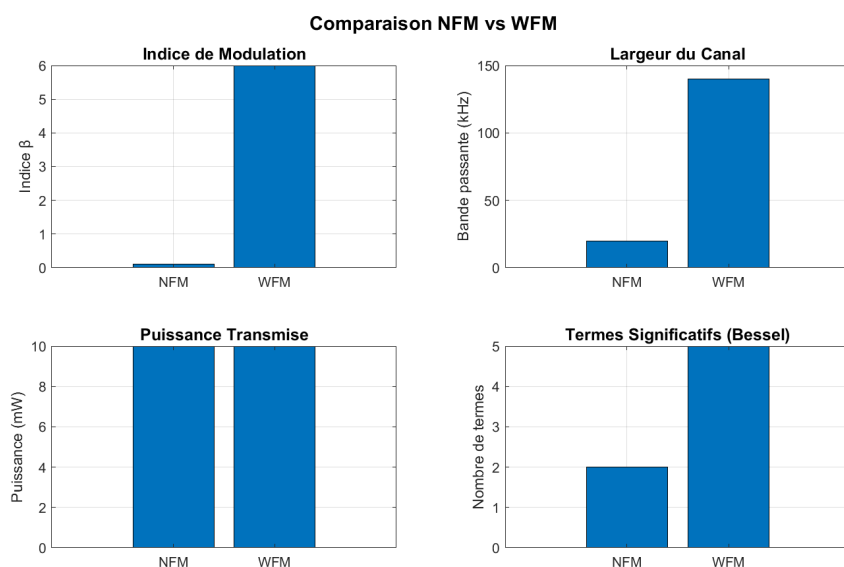 Comparaison NFM vs WFM
Indice de Modulation
Indice β
6
5
4
3
2
1
0
NFM WFM
Largeur du Canal
Bande passante (kHz)
150
100
50
0
NFM WFM
Puissance Transmise
Puissance (mW)
10
8
6
4
2
0
NFM WFM
Termes Significatifs (Bessel)
Nombre de termes
5
4
3
2
1
0
NFM WFM